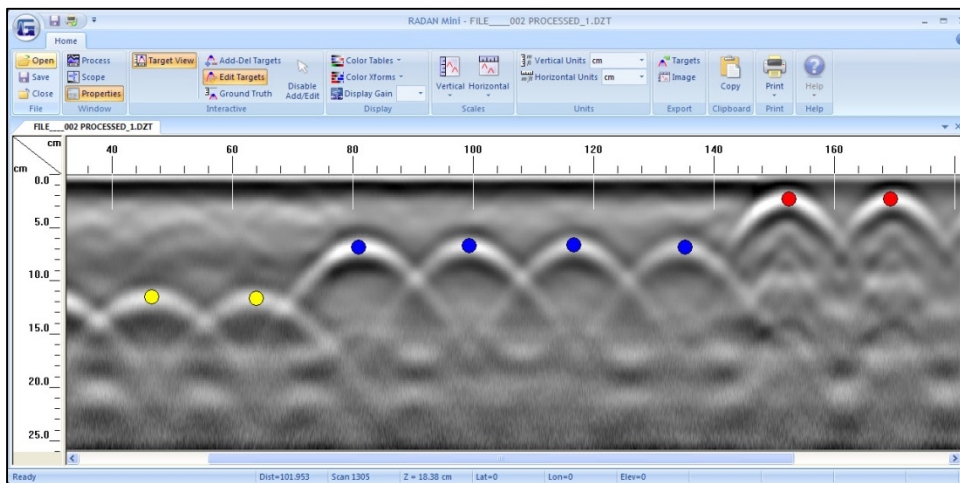 RADAN Mini - FILE____002 PROCESSED_1.DZT
Home
Open
Save
Close
File
Process
Scope
Properties
Window
Target View
Add-Del Targets
Edit Targets
Ground Truth
Disable Add/Edit
Interactive
Color Tables
Color Xforms
Display Gain
Display
Vertical
Horizontal
Scales
Vertical Units cm
Horizontal Units cm
Units
Targets
Image
Export
Copy
Clipboard
Print
Print
Help
Help
FILE____002 PROCESSED_1.DZT
cm
cm
40 60 80 100 120 140 160
0.0
5.0
10.0
15.0
20.0
25.0
Ready Dist=101.953 Scan 1305 Z = 18.38 cm Lat=0 Lon=0 Elev=0